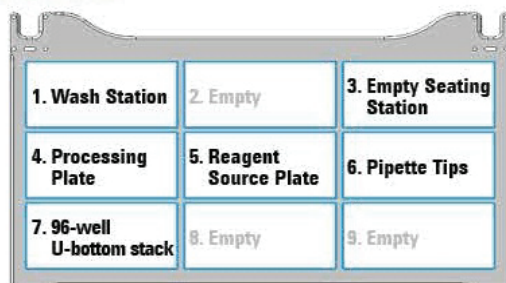 1. Wash Station
2. Empty
3. Empty Seating
Station
4. Processing
Plate
5. Reagent
Source Plate
6. Pipette Tips
7. 96-well
U-bottom stack
8. Empty
9. Empty